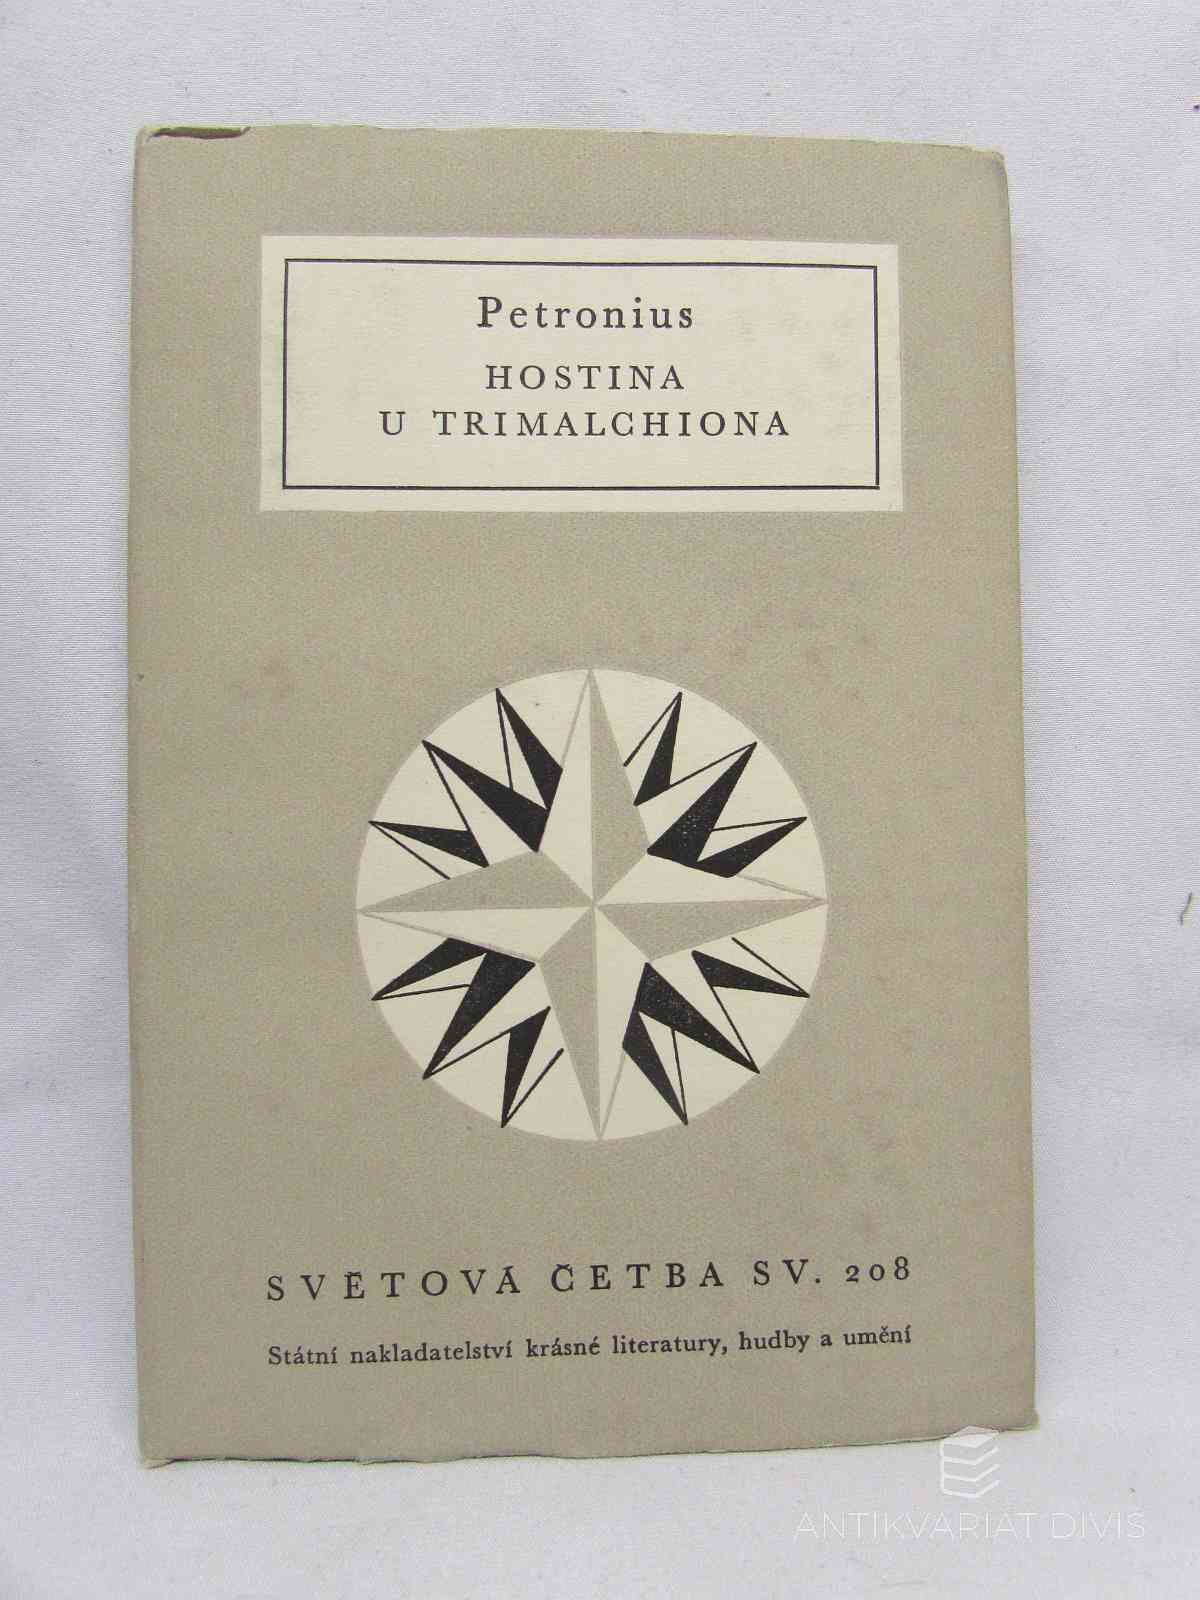 Petronius
HOSTINA
U TRIMALCHIONA
SVĚTOVÁ ČETBA SV. 208
Státní nakladatelství krásné literatury, hudby a umění
ANTIKVARIAT DIVIS